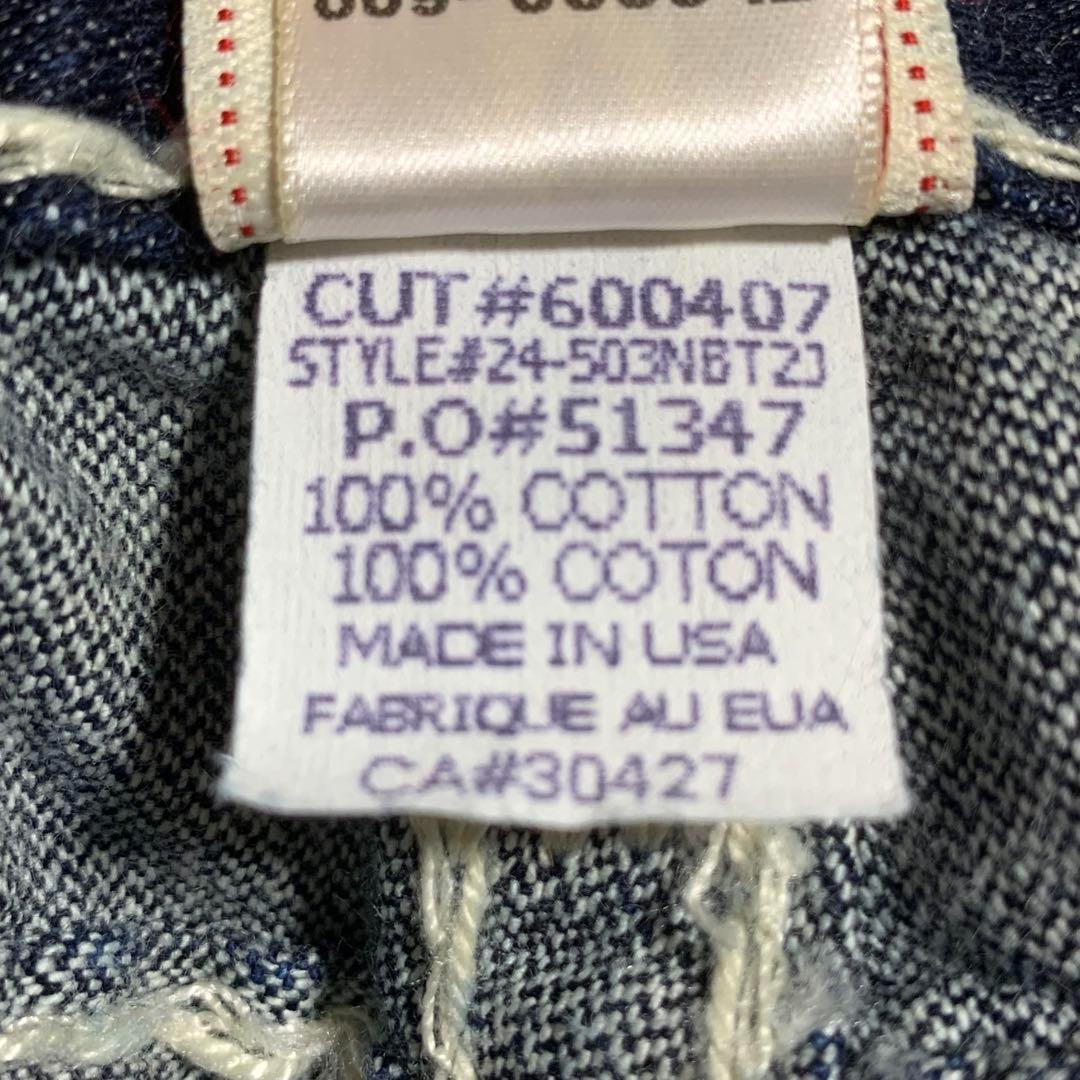 CUT#600407
STYLE#24-503NBT2J
P.O#51347
100% COTTON
100% COTON
MADE IN USA
FABRIQUE AU EUA
CA#30427